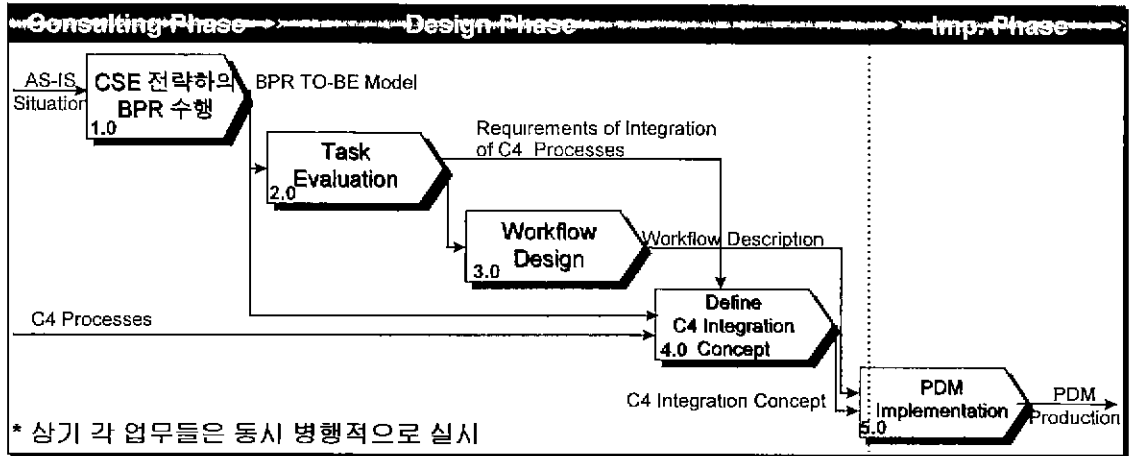 Consulting Phase Design Phase Imp. Phase
AS-IS
Situation
CSE 전략하의
BPR 수행
1.0
BPR TO-BE Model
Task
Evaluation
2.0
Requirements of Integration
of C4 Processes
Workflow
Design
3.0
Workflow Description
C4 Processes
Define
C4 Integration
4.0 Concept
C4 Integration Concept
PDM
Implementation
5.0
PDM
Production
* 상기 각 업무들은 동시 병행적으로 실시